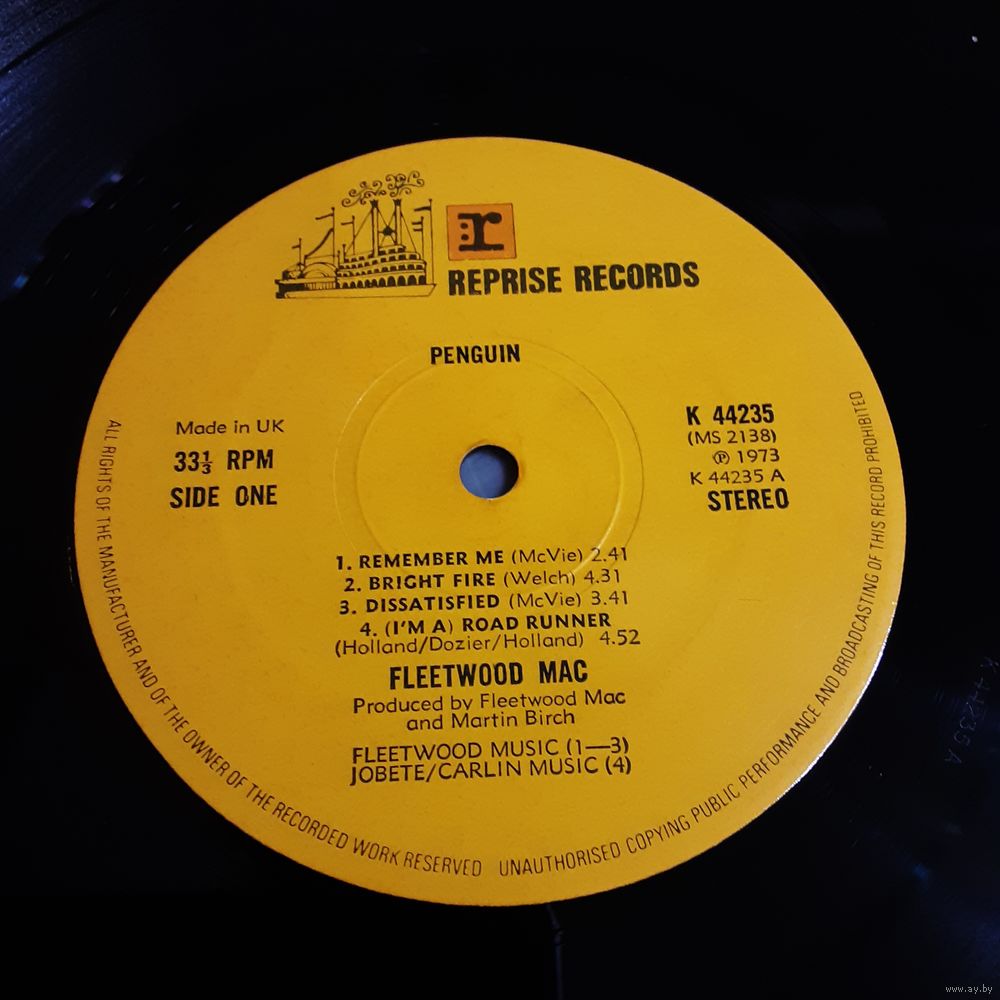 r
REPRISE RECORDS
PENGUIN
Made in UK
33⅓ RPM
SIDE ONE
K 44235
(MS 2138)
℗ 1973
K 44235 A
STEREO
1. REMEMBER ME (McVie) 2.41
2. BRIGHT FIRE (Welch) 4.31
3. DISSATISFIED (McVie) 3.41
4. (I'M A) ROAD RUNNER
(Holland/Dozier/Holland) 4.52
FLEETWOOD MAC
Produced by Fleetwood Mac
and Martin Birch
FLEETWOOD MUSIC (1—3)
JOBETE/CARLIN MUSIC (4)
ALL RIGHTS OF THE MANUFACTURER AND OF THE OWNER OF THE RECORDED WORK RESERVED UNAUTHORISED COPYING PUBLIC PERFORMANCE AND BROADCASTING OF THIS RECORD PROHIBITED
www.ay.by